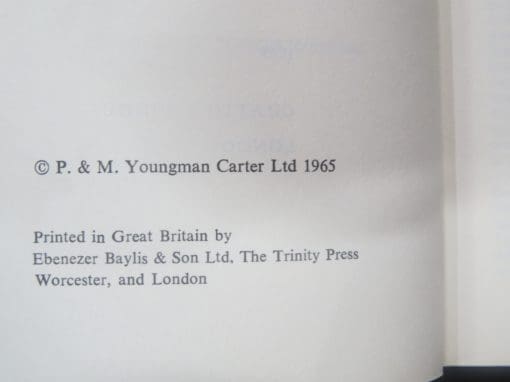 © P. & M. Youngman Carter Ltd 1965
Printed in Great Britain by
Ebenezer Baylis & Son Ltd, The Trinity Press
Worcester, and London